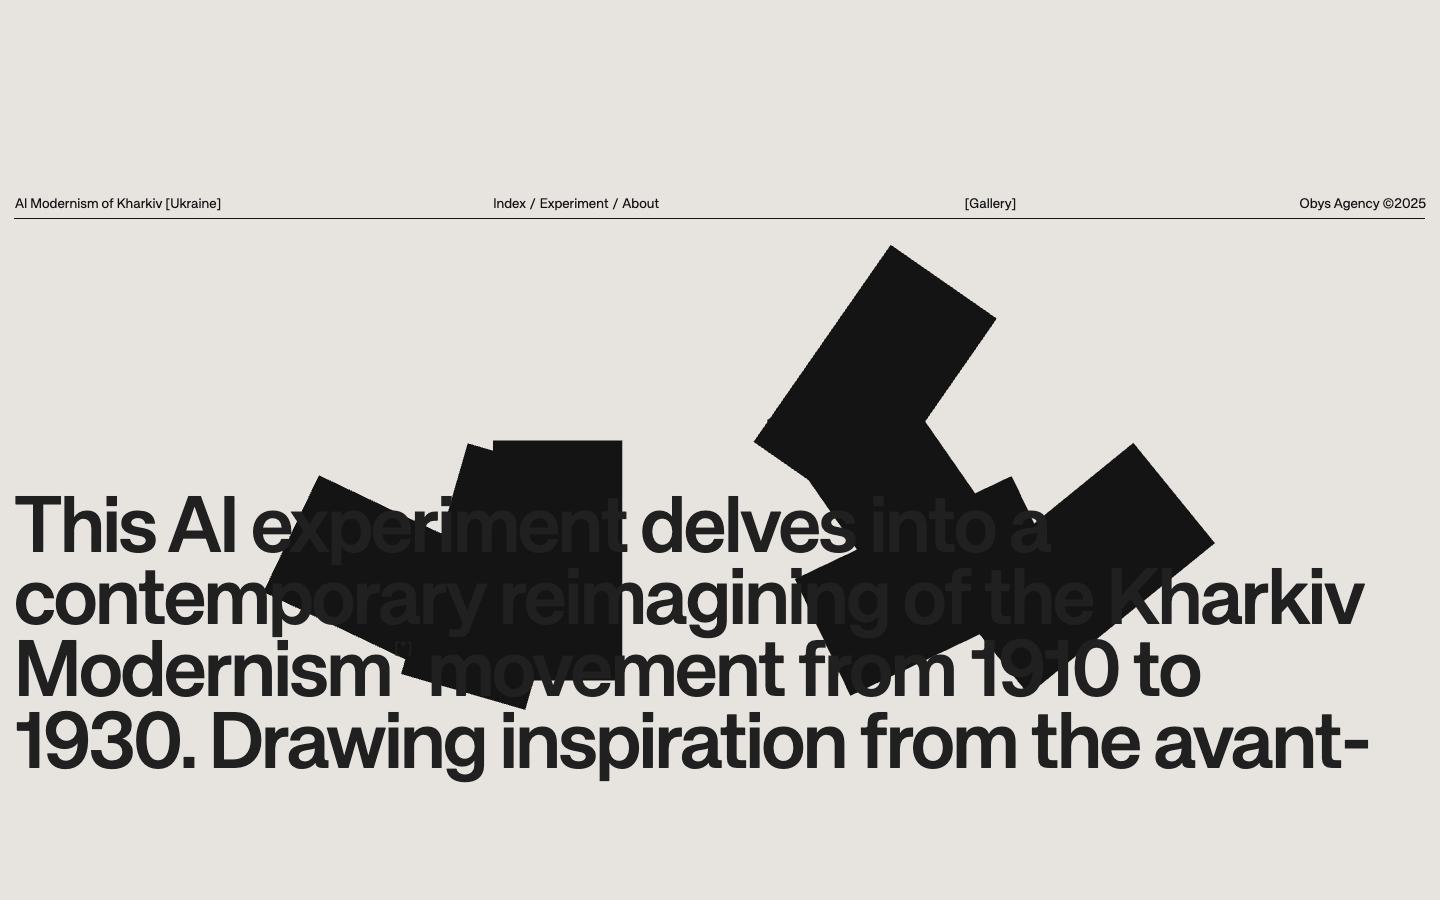 AI Modernism of Kharkiv [Ukraine]
Index / Experiment / About
[Gallery]
Obys Agency ©2025
This AI experiment delves into a
contemporary reimagining of the Kharkiv
Modernism [*] movement from 1910 to
1930. Drawing inspiration from the avant-